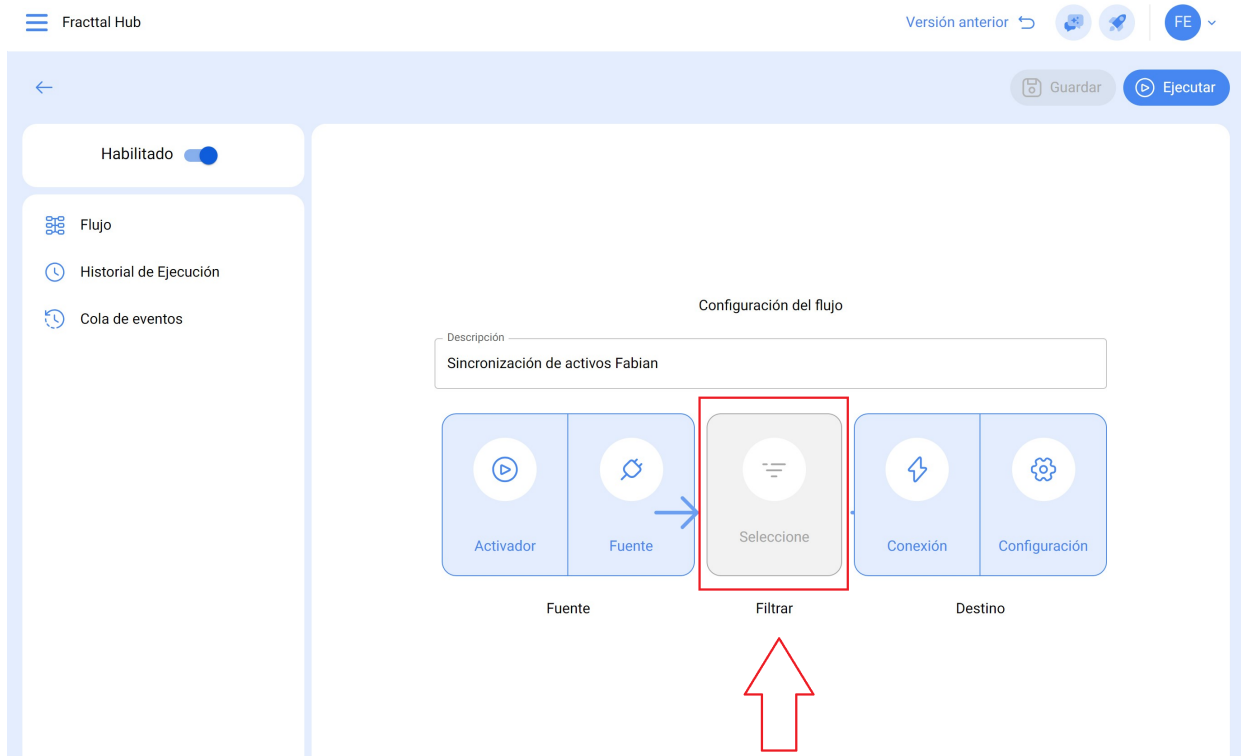 Fracttal Hub
Versión anterior
FE
Guardar
Ejecutar
Habilitado
Flujo
Historial de Ejecución
Cola de eventos
Configuración del flujo
Descripción
Sincronización de activos Fabian
Activador
Fuente
Seleccione
Conexión
Configuración
Fuente
Filtrar
Destino